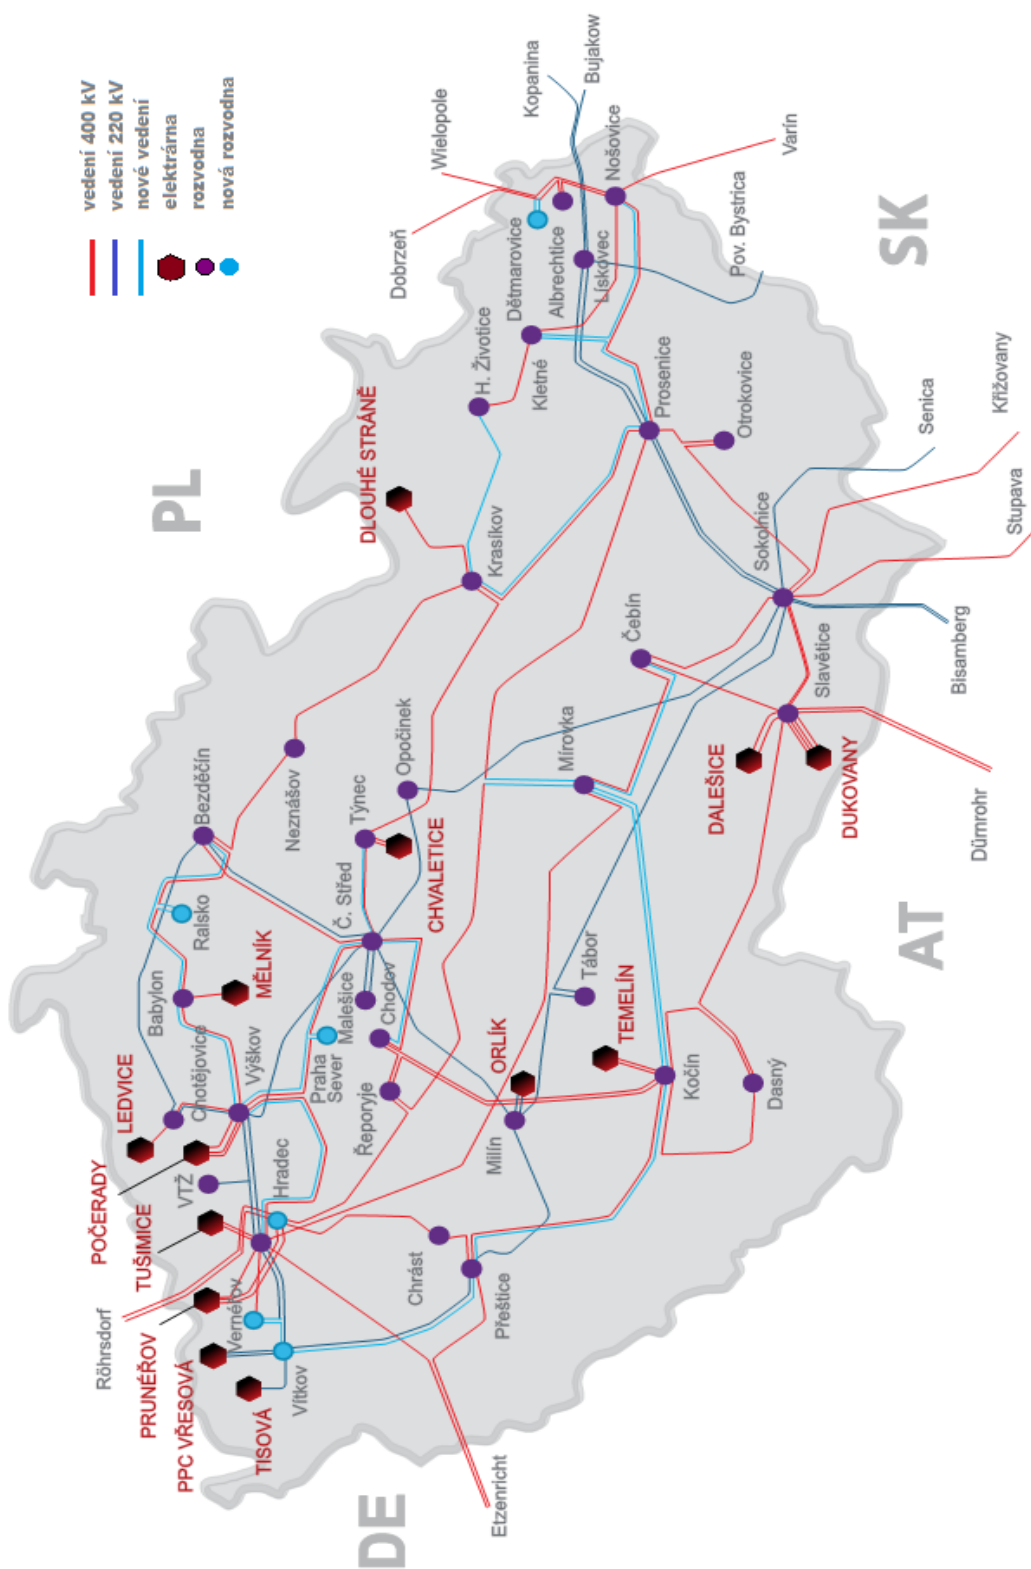 vedení 400 kV
vedení 220 kV
nové vedení
elektrárna
rozvodna
nová rozvodna
PL
SK
AT
DE
Röhrsdorf
PRUNÉŘOV
PPC VŘESOVÁ
TISOVÁ
TUŠIMICE
POČERADY
LEDVICE
VTŽ
Vernéřov
Vítkov
Hradec
Chotějovice
Výškov
Babylon
MĚLNÍK
Ralsko
Bezděčín
Neznášov
Praha
Sever
Malešice
Chodov
Řeporyje
Č. Střed
Týnec
CHVALETICE
Opočinek
Krasíkov
DLOUHÉ STRÁNĚ
H. Životice
Kletné
Dětmarovice
Albrechtice
Lískovec
Nošovice
Dobrzeň
Wielopole
Kopanina
Bujakow
Varín
Pov. Bystrica
Prosenice
Otrokovice
Senica
Křižovany
Stupava
Sokolnice
Bisamberg
Slavětice
Čebín
Mírovka
DALEŠICE
DUKOVANY
Dürnrohr
Tábor
TEMELÍN
Kočín
Dasný
ORLÍK
Milín
Chrást
Přeštice
Etzenricht